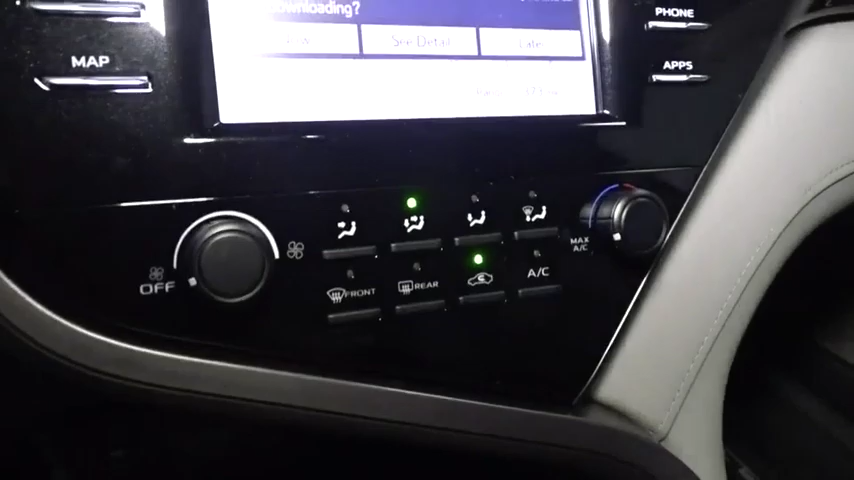 ownloading?
See Detail
Later
PHONE
MAP
APPS
MAX
A/C
OFF
FRONT
REAR
A/C